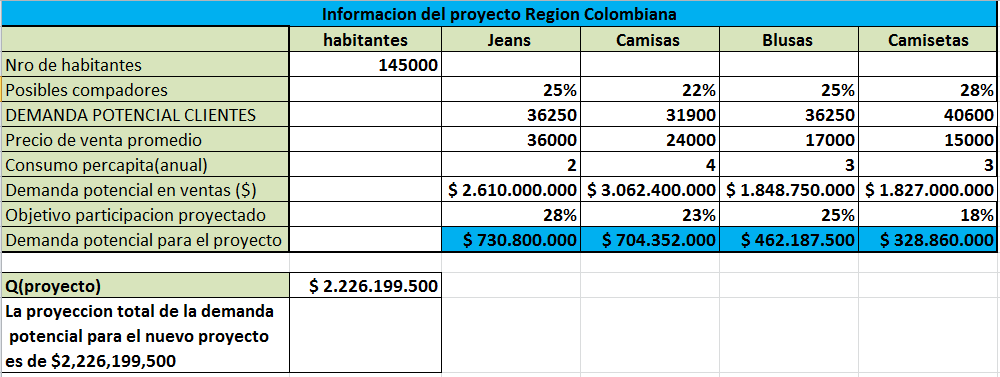 Informacion del proyecto Region Colombiana
habitantes Jeans Camisas Blusas Camisetas
Nro de habitantes 145000
Posibles compadores 25% 22% 25% 28%
DEMANDA POTENCIAL CLIENTES 36250 31900 36250 40600
Precio de venta promedio 36000 24000 17000 15000
Consumo percapita(anual) 2 4 3 3
Demanda potencial en ventas ($) $ 2.610.000.000 $ 3.062.400.000 $ 1.848.750.000 $ 1.827.000.000
Objetivo participacion proyectado 28% 23% 25% 18%
Demanda potencial para el proyecto $ 730.800.000 $ 704.352.000 $ 462.187.500 $ 328.860.000
Q(proyecto) $ 2.226.199.500
La proyeccion total de la demanda
potencial para el nuevo proyecto
es de $2,226,199,500